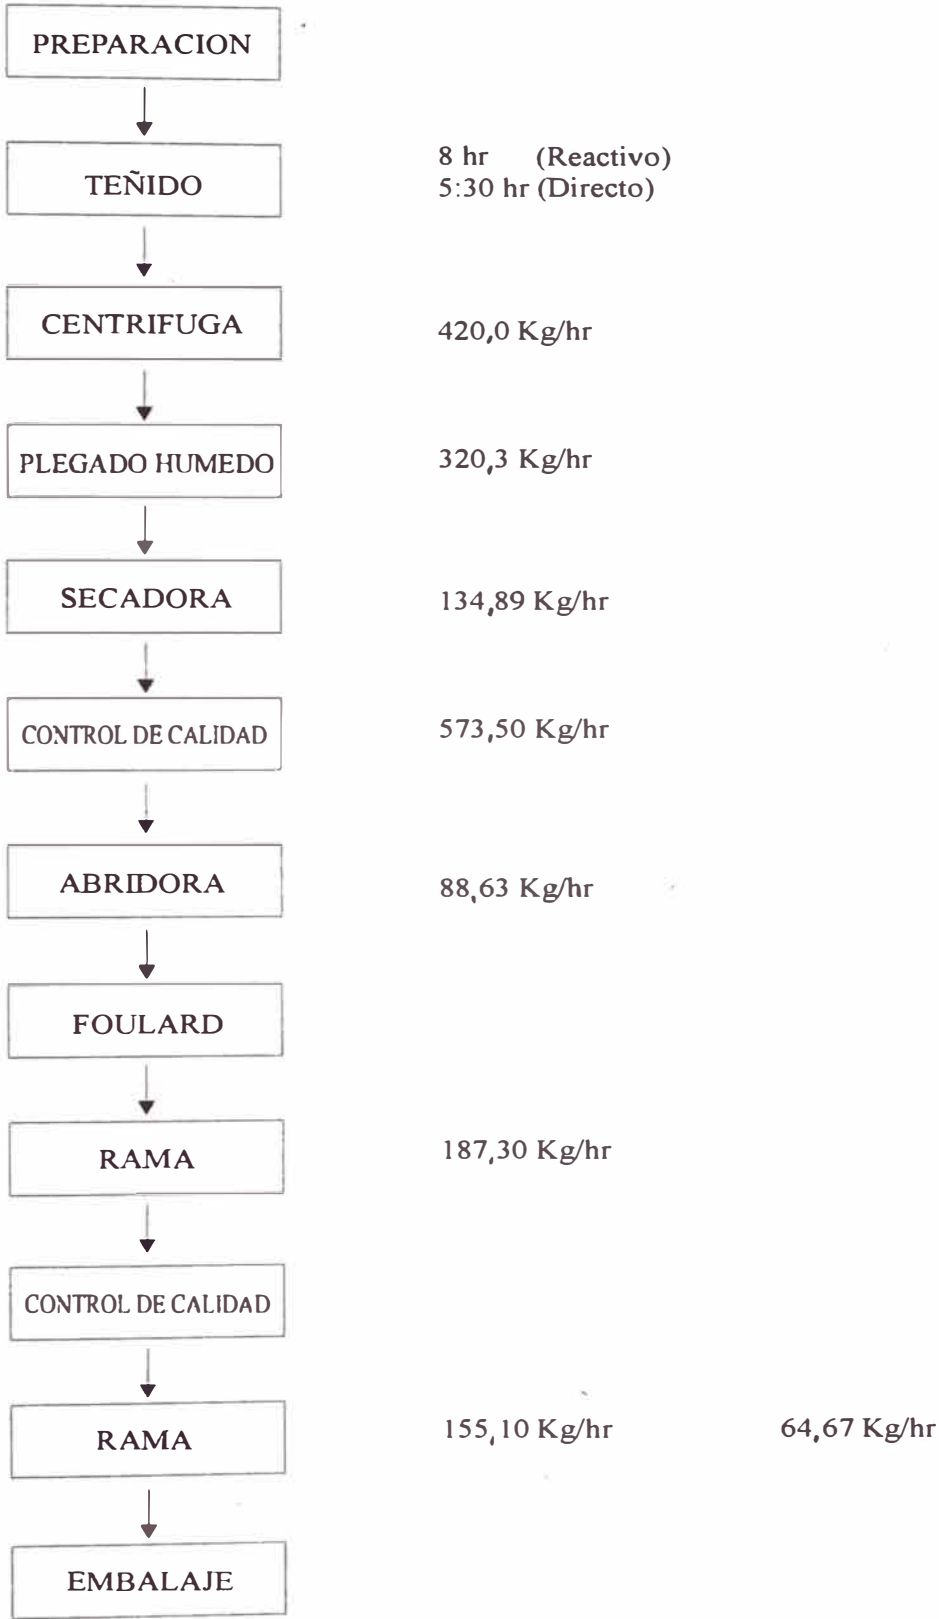 PREPARACION
TEÑIDO
8 hr (Reactivo)
5:30 hr (Directo)
CENTRIFUGA
420,0 Kg/hr
PLEGADO HUMEDO
320,3 Kg/hr
SECADORA
134,89 Kg/hr
CONTROL DE CALIDAD
573,50 Kg/hr
ABRIDORA
88,63 Kg/hr
FOULARD
RAMA
187,30 Kg/hr
CONTROL DE CALIDAD
RAMA
155,10 Kg/hr 64,67 Kg/hr
EMBALAJE